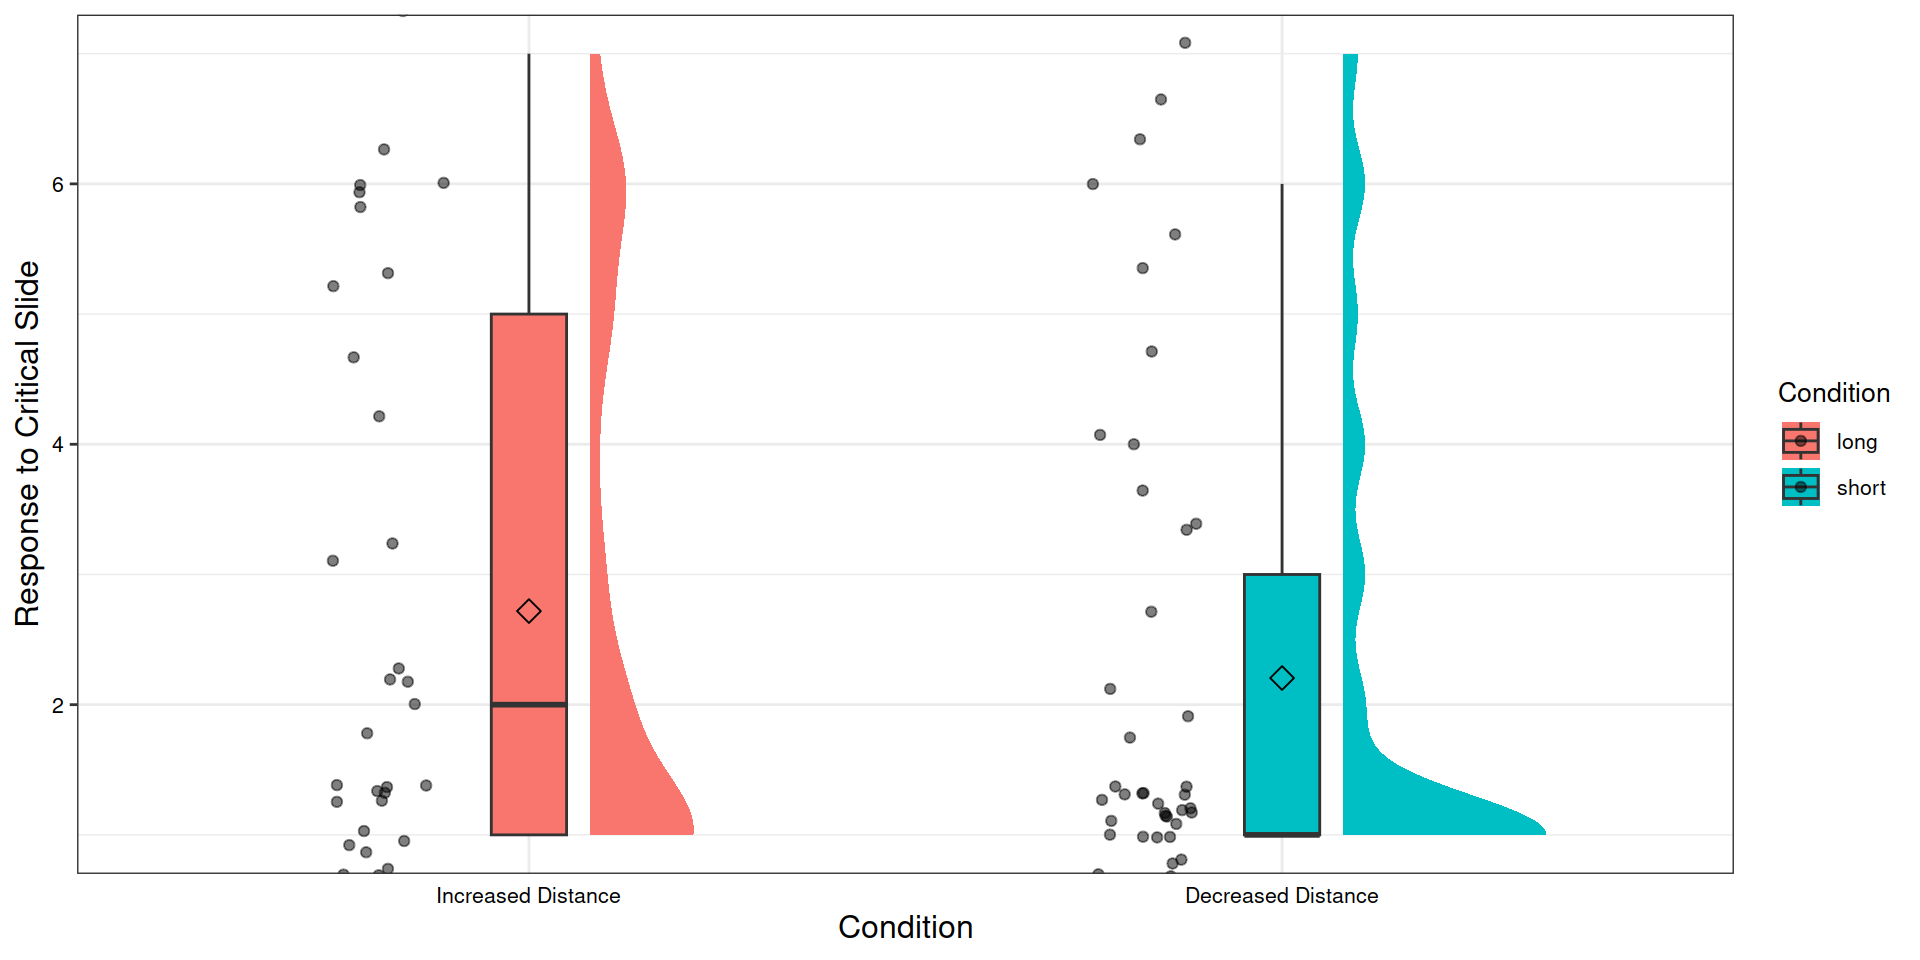 Response to Critical Slide
6
4
2
Increased Distance
Decreased Distance
Condition
Condition
long
short